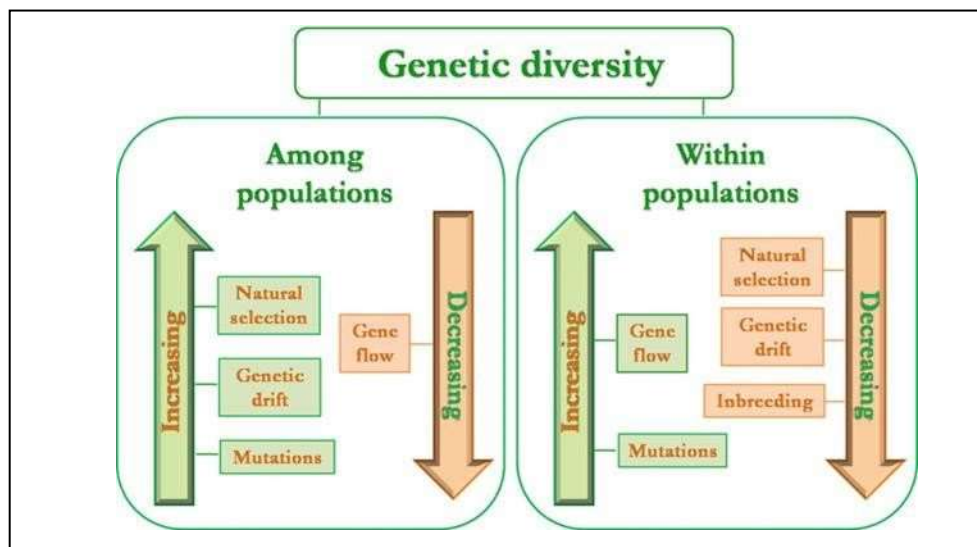 Genetic diversity
Among
populations
Increasing
Natural
selection
Genetic
drift
Mutations
Gene
flow
Decreasing
Within
populations
Increasing
Gene
flow
Mutations
Natural
selection
Genetic
drift
Inbreeding
Decreasing